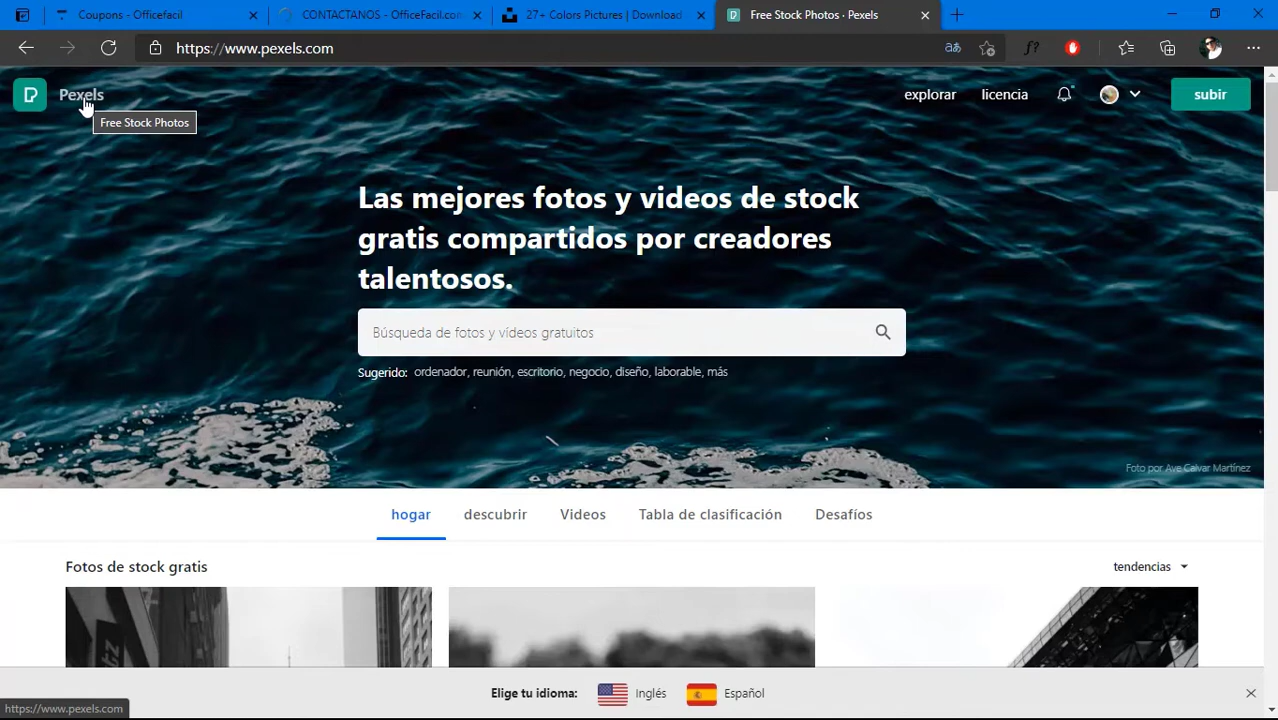 Coupons - Officefacil
CONTACTANOS - OfficeFacil.con
27+ Colors Pictures | Download
Free Stock Photos · Pexels
https://www.pexels.com
Pexels
explorar
licencia
subir
Free Stock Photos
Las mejores fotos y videos de stock
gratis compartidos por creadores
talentosos.
Búsqueda de fotos y vídeos gratuitos
Sugerido: ordenador, reunión, escritorio, negocio, diseño, laborable, más
Foto por Ave Calvar Martínez
hogar
descubrir
Videos
Tabla de clasificación
Desafíos
Fotos de stock gratis
tendencias
Elige tu idioma:
Inglés
Español
https://www.pexels.com